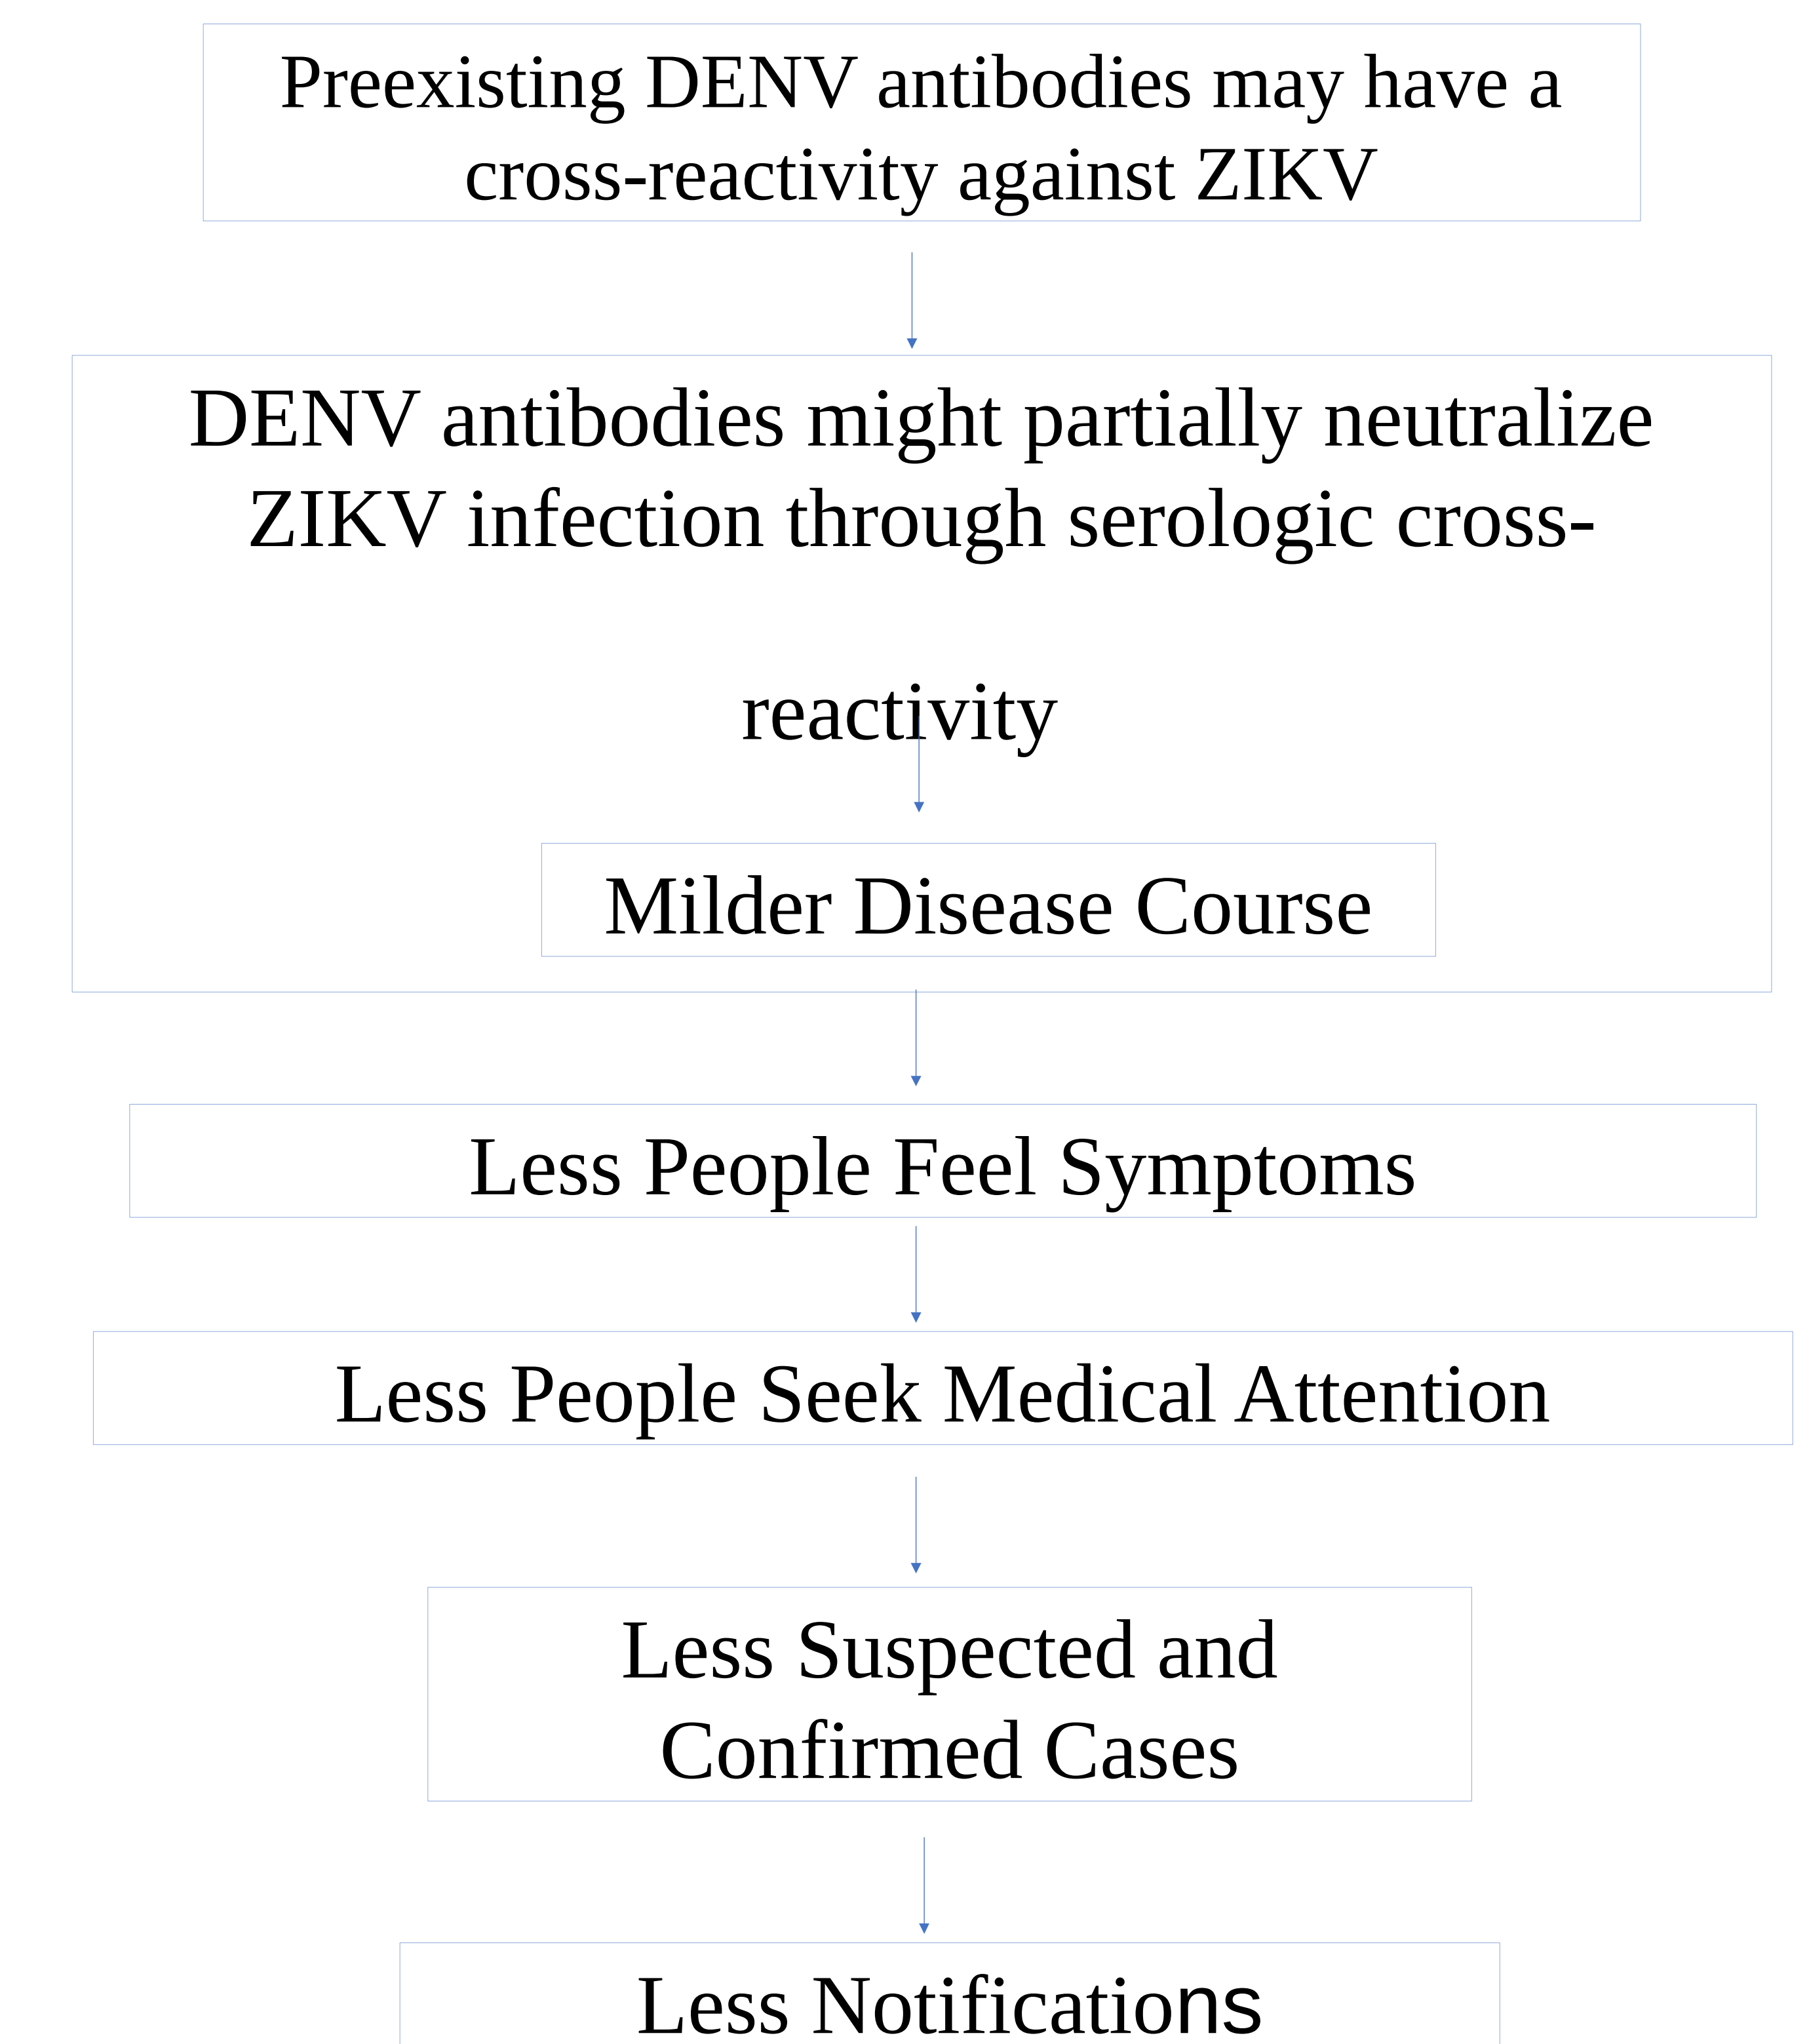 Preexisting DENV antibodies may have a
cross-reactivity against ZIKV
DENV antibodies might partially neutralize
ZIKV infection through serologic cross-
reactivity
Milder Disease Course
Less People Feel Symptoms
Less People Seek Medical Attention
Less Suspected and
Confirmed Cases
Less Notifications